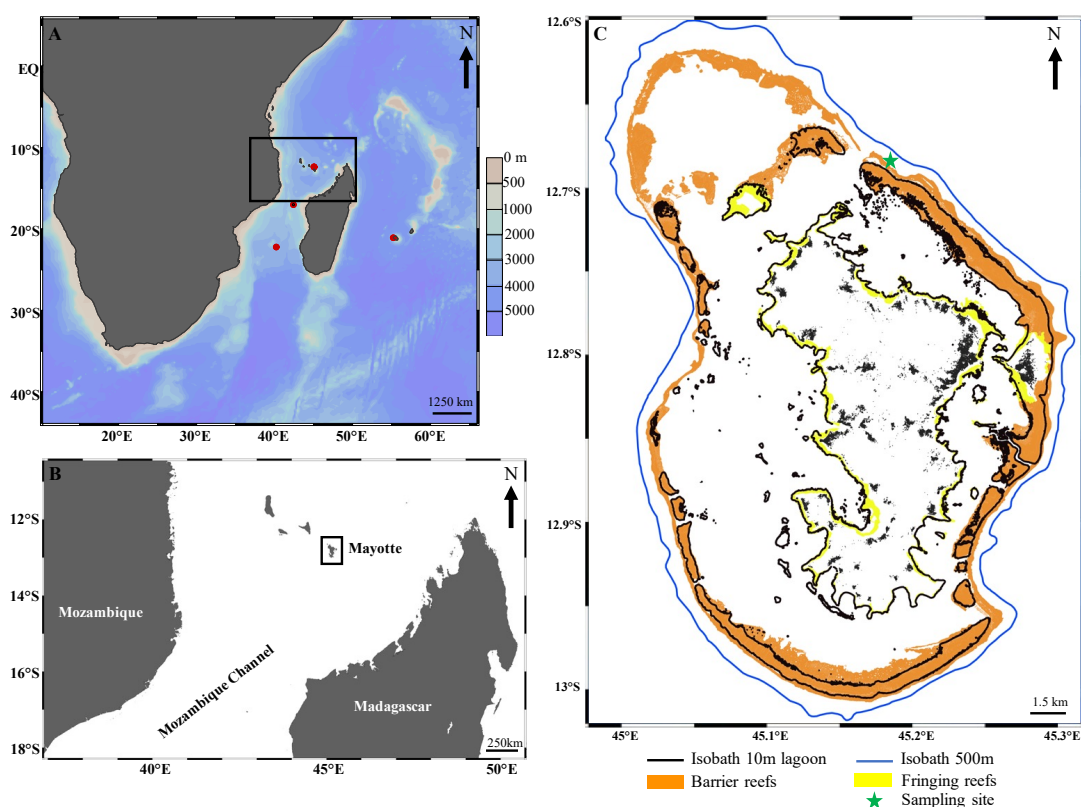 A
N
EQ
10°S
20°S
30°S
40°S
20°E
40°E
50°E
60°E
1250 km
0 m
500
1000
2000
3000
4000
5000
B
N
12°S
14°S
16°S
18°S
40°E
45°E
50°E
Mayotte
Mozambique
Mozambique Channel
Madagascar
250km
C
N
12.6°S
12.7°S
12.8°S
12.9°S
13°S
45°E
45.1°E
45.2°E
45.3°E
1.5 km
Isobath 10m lagoon
Isobath 500m
Barrier reefs
Fringing reefs
Sampling site